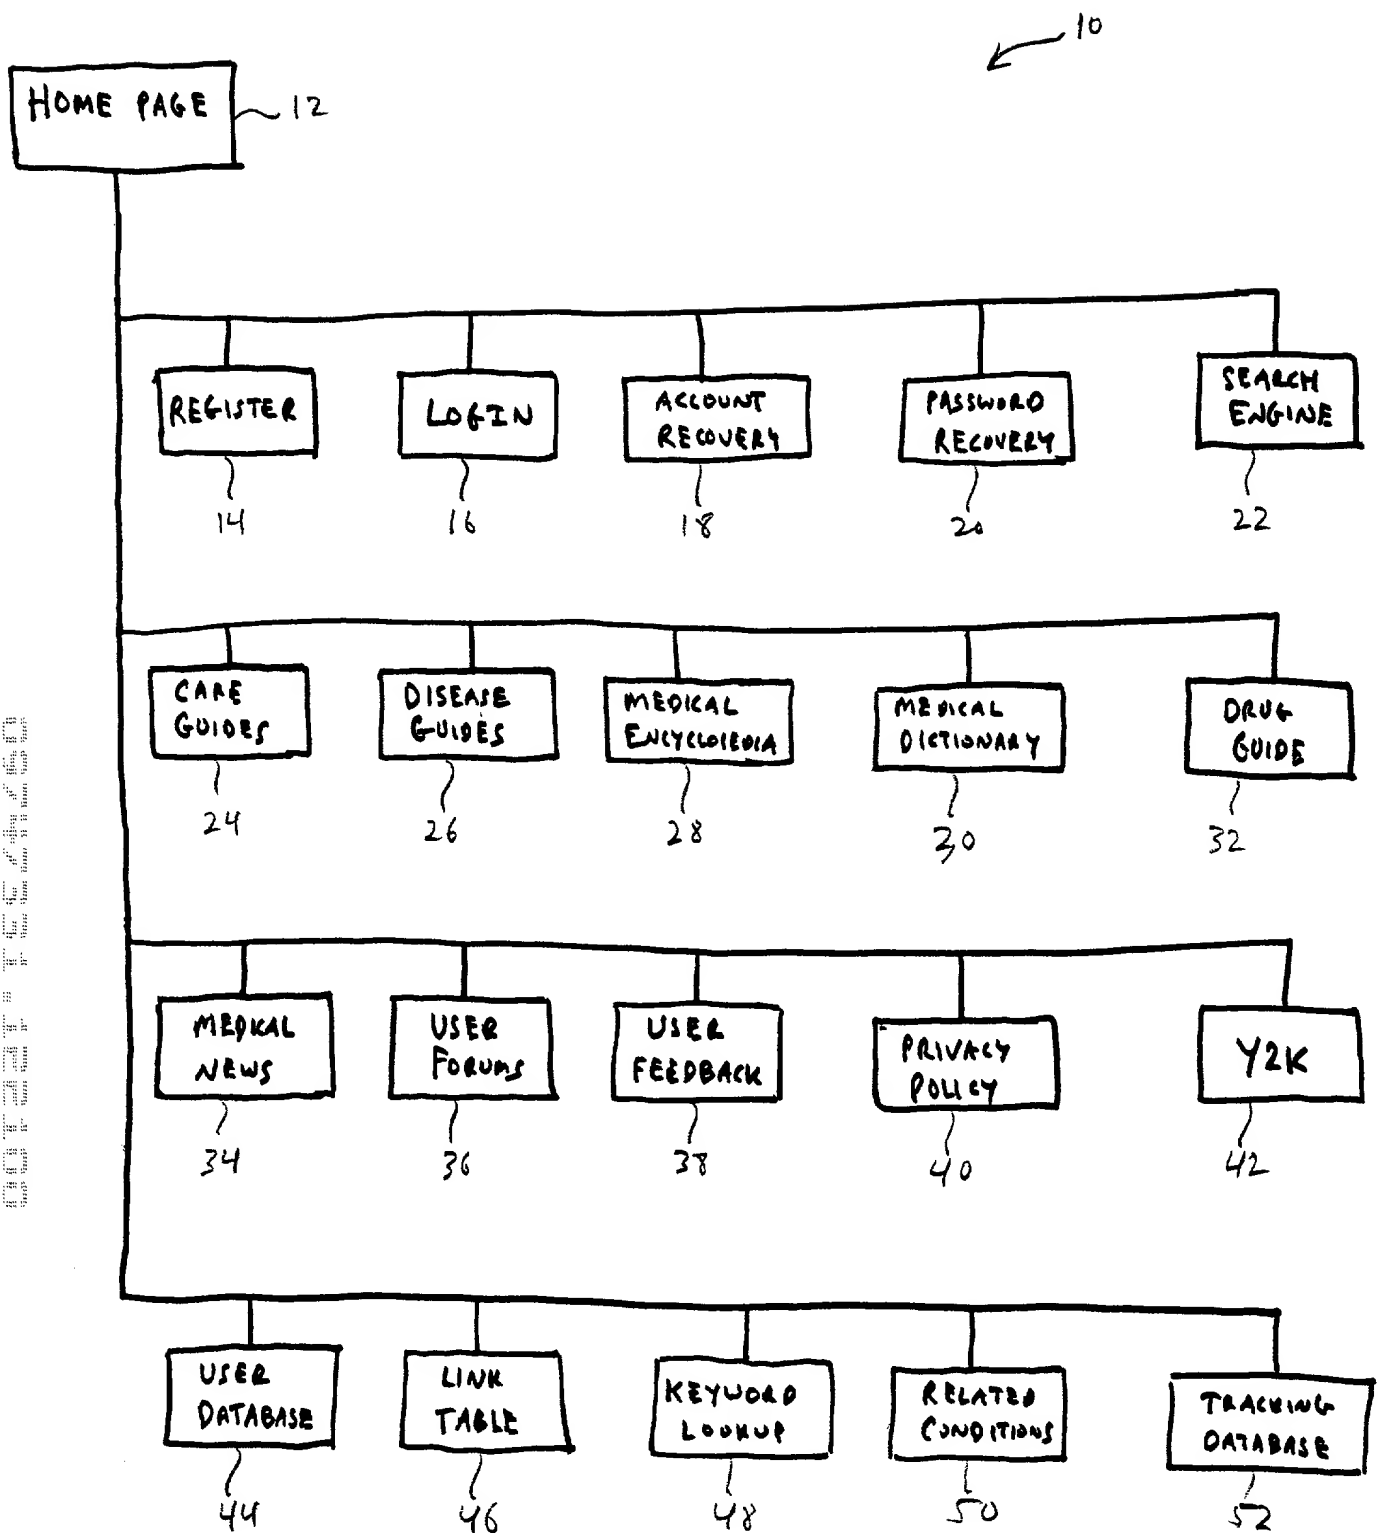 10
HOME PAGE
12
REGISTER
LOGIN
ACCOUNT
RECOVERY
PASSWORD
RECOVERY
SEARCH
ENGINE
14
16
18
20
22
CARE
GUIDES
DISEASE
GUIDES
MEDICAL
ENCYCLOPEDIA
MEDICAL
DICTIONARY
DRUG
GUIDE
24
26
28
30
32
MEDICAL
NEWS
USER
FORUMS
USER
FEEDBACK
PRIVACY
POLICY
Y2K
34
36
38
40
42
USER
DATABASE
LINK
TABLE
KEYWORD
LOOKUP
RELATED
CONDITIONS
TRACKING
DATABASE
44
46
48
50
52